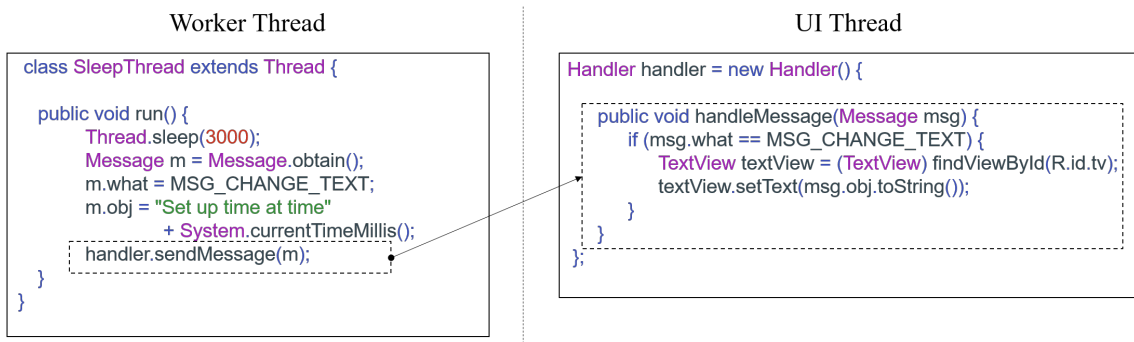 Worker Thread
class SleepThread extends Thread {
public void run() {
Thread.sleep(3000);
Message m = Message.obtain();
m.what = MSG_CHANGE_TEXT;
m.obj = "Set up time at time"
+ System.currentTimeMillis();
handler.sendMessage(m);
}
}
UI Thread
Handler handler = new Handler() {
public void handleMessage(Message msg) {
if (msg.what == MSG_CHANGE_TEXT) {
TextView textView = (TextView) findViewById(R.id.tv);
textView.setText(msg.obj.toString());
}
}
};